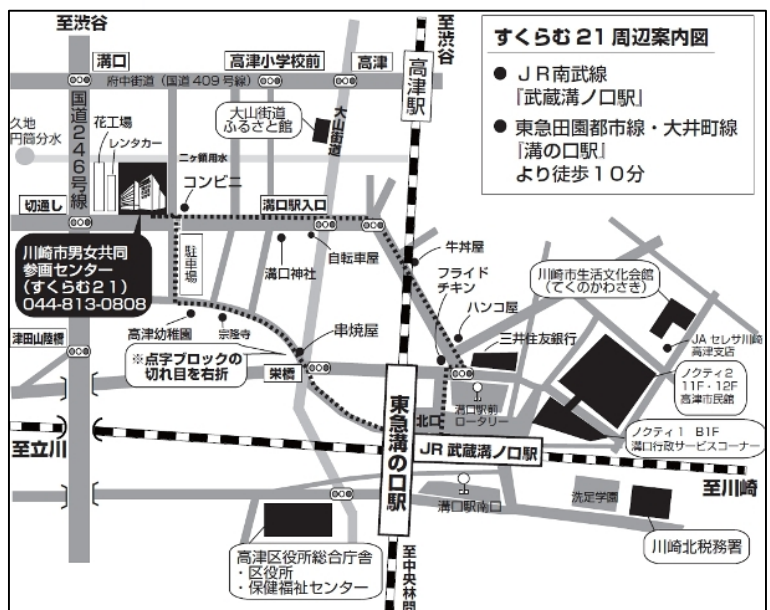 至渋谷
溝口
高津小学校前
高津
至渋谷
府中街道（国道409号線）
国道246号線
久地
円筒分水
花工場
レンタカー
大山街道
ふるさと館
大山街道
高津駅
二ヶ領用水
コンビニ
切通し
溝口駅入口
川崎市男女共同
参画センター
（すくらむ21）
044-813-0808
駐車場
溝口神社
自転車屋
牛丼屋
フライド
チキン
ハンコ屋
三井住友銀行
川崎市生活文化会館
（てくのかわさき）
JAセレサ川崎
高津支店
津田山陸橋
高津幼稚園
宗隆寺
串焼屋
※点字ブロックの
切れ目を右折
栄橋
溝口駅前
ロータリー
ノクティ2
11F・12F
高津市民館
ノクティ1 B1F
溝口行政サービスコーナー
至立川
東急溝の口駅
北口
JR武蔵溝ノ口駅
至川崎
溝口駅南口
洗足学園
川崎北税務署
高津区役所総合庁舎
・区役所
・保健福祉センター
至中央林間
すくらむ21周辺案内図
● JR南武線
『武蔵溝ノ口駅』
● 東急田園都市線・大井町線
『溝の口駅』
より徒歩10分